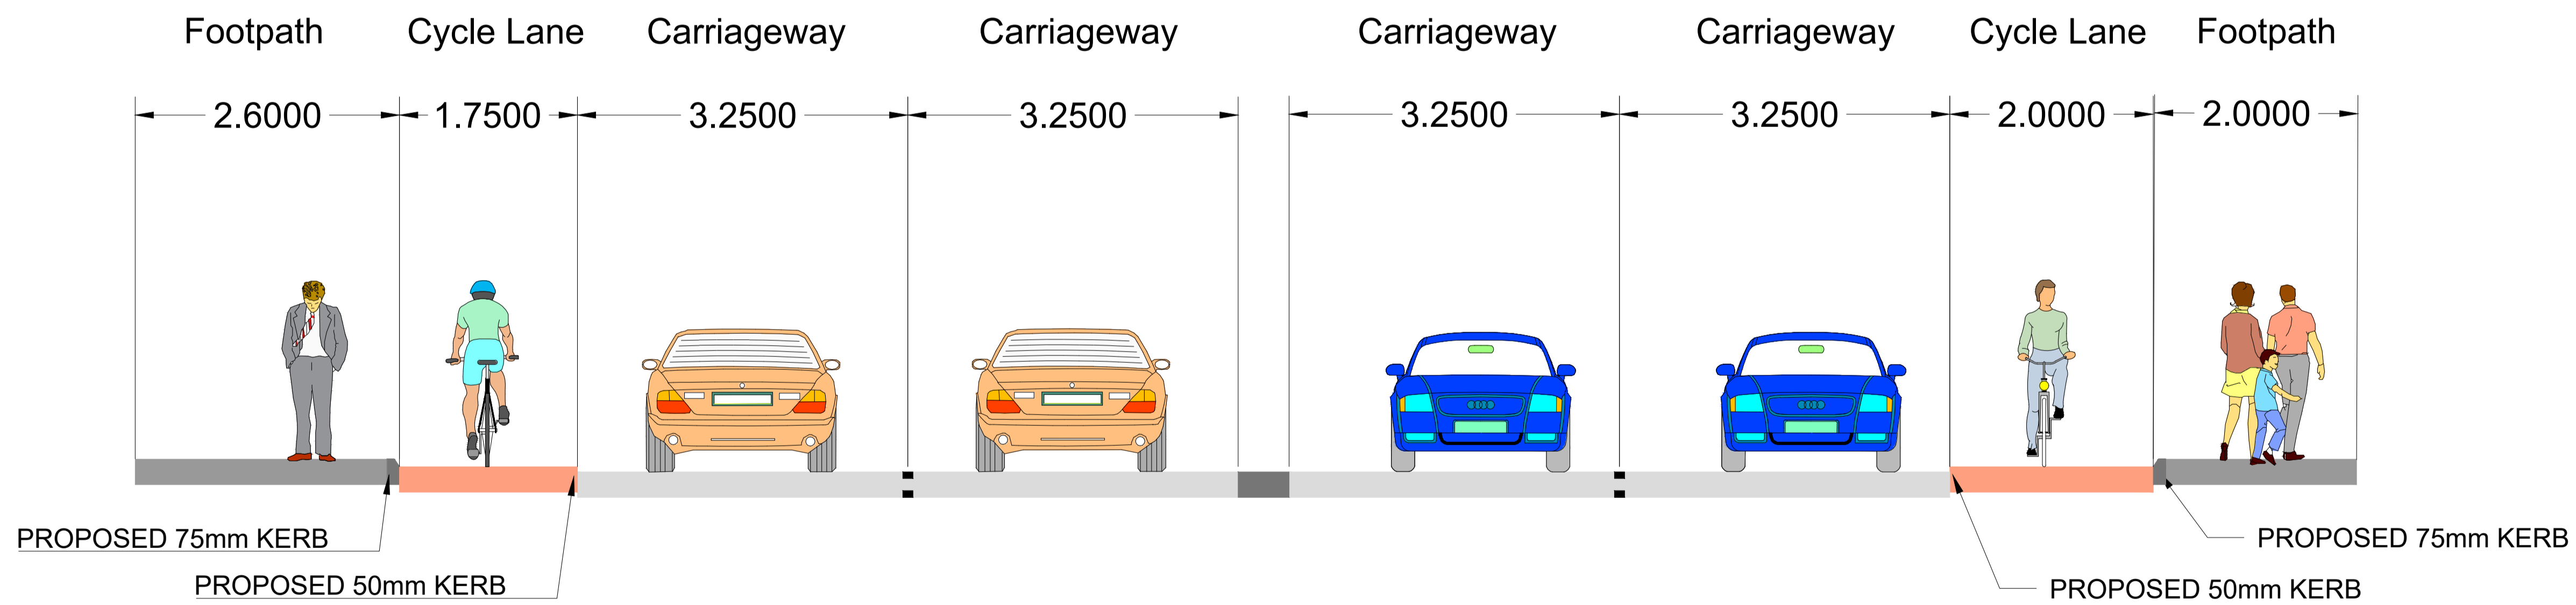 Footpath Cycle Lane Carriageway Carriageway Carriageway Carriageway Cycle Lane Footpath
2.6000 1.7500 3.2500 3.2500 3.2500 3.2500 2.0000 2.0000
PROPOSED 75mm KERB PROPOSED 75mm KERB
PROPOSED 50mm KERB PROPOSED 50mm KERB